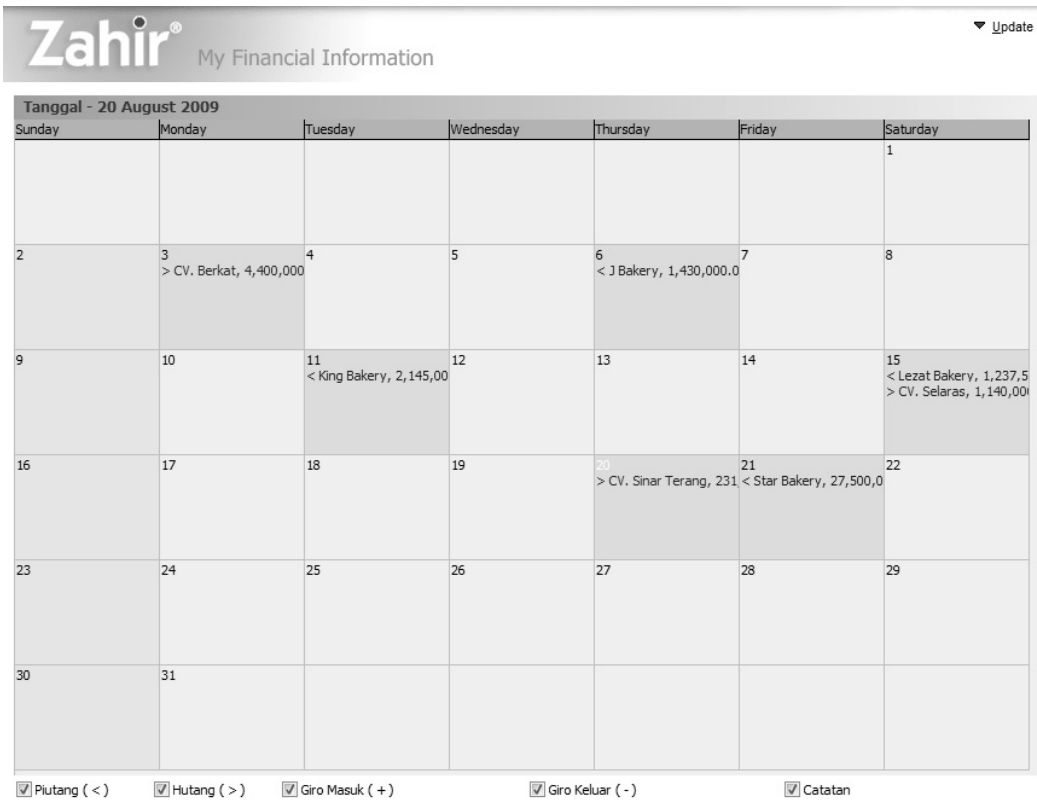 Zahir®
My Financial Information
Update
Tanggal - 20 August 2009
Sunday Monday Tuesday Wednesday Thursday Friday Saturday
1
2 3 4 5 6 7 8
> CV. Berkat, 4,400,000 < J Bakery, 1,430,000.0
9 10 11 12 13 14 15
< King Bakery, 2,145,00 < Lezat Bakery, 1,237,5
> CV. Selaras, 1,140,00
16 17 18 19 20 21 22
> CV. Sinar Terang, 231 < Star Bakery, 27,500,0
23 24 25 26 27 28 29
30 31
Piutang ( < ) Hutang ( > ) Giro Masuk ( + ) Giro Keluar ( - ) Catatan